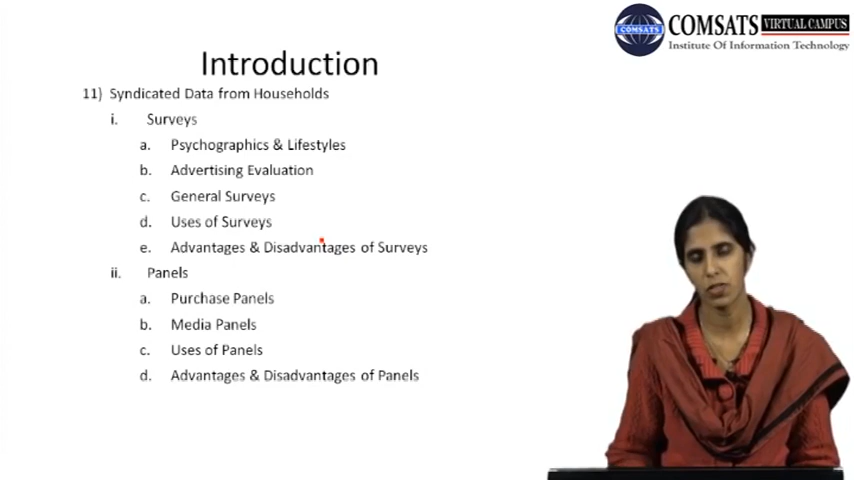 COMSATS VIRTUAL CAMPUS
COMSATS
Institute Of Information Technology
Introduction
11) Syndicated Data from Households
i. Surveys
a. Psychographics & Lifestyles
b. Advertising Evaluation
c. General Surveys
d. Uses of Surveys
e. Advantages & Disadvantages of Surveys
ii. Panels
a. Purchase Panels
b. Media Panels
c. Uses of Panels
d. Advantages & Disadvantages of Panels